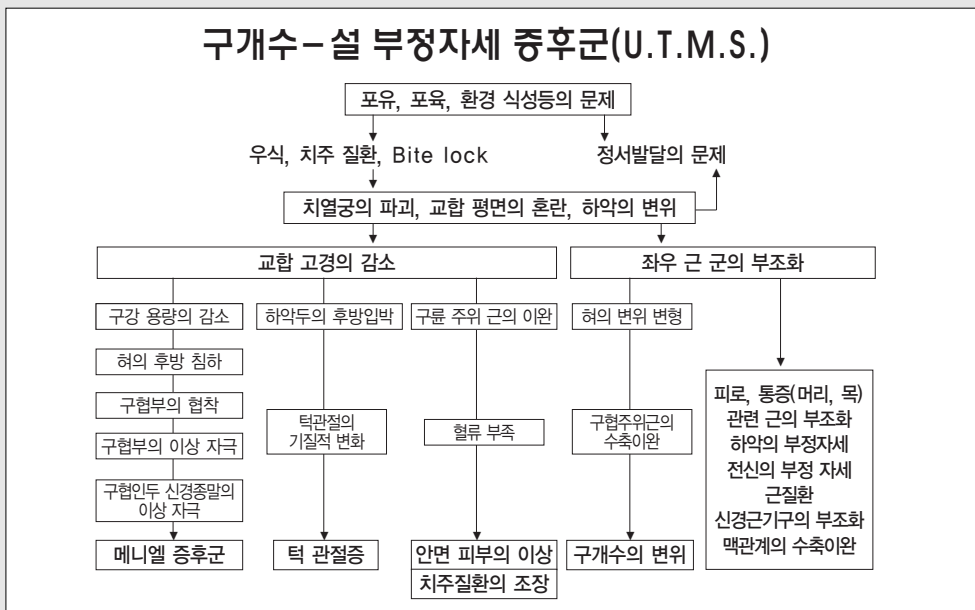 구개수-설 부정자세 증후군(U.T.M.S.)
포유, 포육, 환경 식성등의 문제
우식, 치주 질환, Bite lock
정서발달의 문제
치열궁의 파괴, 교합 평면의 혼란, 하악의 변위
교합 고경의 감소
좌우 근 군의 부조화
구강 용량의 감소
하악두의 후방입박
구륜 주위 근의 이완
혀의 변위 변형
혀의 후방 침하
구협부의 협착
구협부의 이상 자극
구협인두 신경종말의
이상 자극
메니엘 증후군
턱관절의
기질적 변화
턱 관절증
혈류 부족
안면 피부의 이상
치주질환의 조장
구협주위근의
수축이완
구개수의 변위
피로, 통증(머리, 목)
관련 근의 부조화
하악의 부정자세
전신의 부정 자세
근질환
신경근기구의 부조화
맥관계의 수축이완